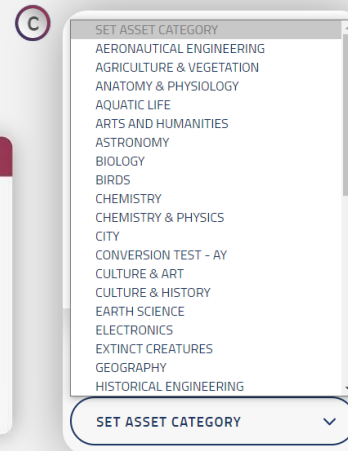 C
SET ASSET CATEGORY
AERONAUTICAL ENGINEERING
AGRICULTURE & VEGETATION
ANATOMY & PHYSIOLOGY
AQUATIC LIFE
ARTS AND HUMANITIES
ASTRONOMY
BIOLOGY
BIRDS
CHEMISTRY
CHEMISTRY & PHYSICS
CITY
CONVERSION TEST - AY
CULTURE & ART
CULTURE & HISTORY
EARTH SCIENCE
ELECTRONICS
EXTINCT CREATURES
GEOGRAPHY
HISTORICAL ENGINEERING
SET ASSET CATEGORY